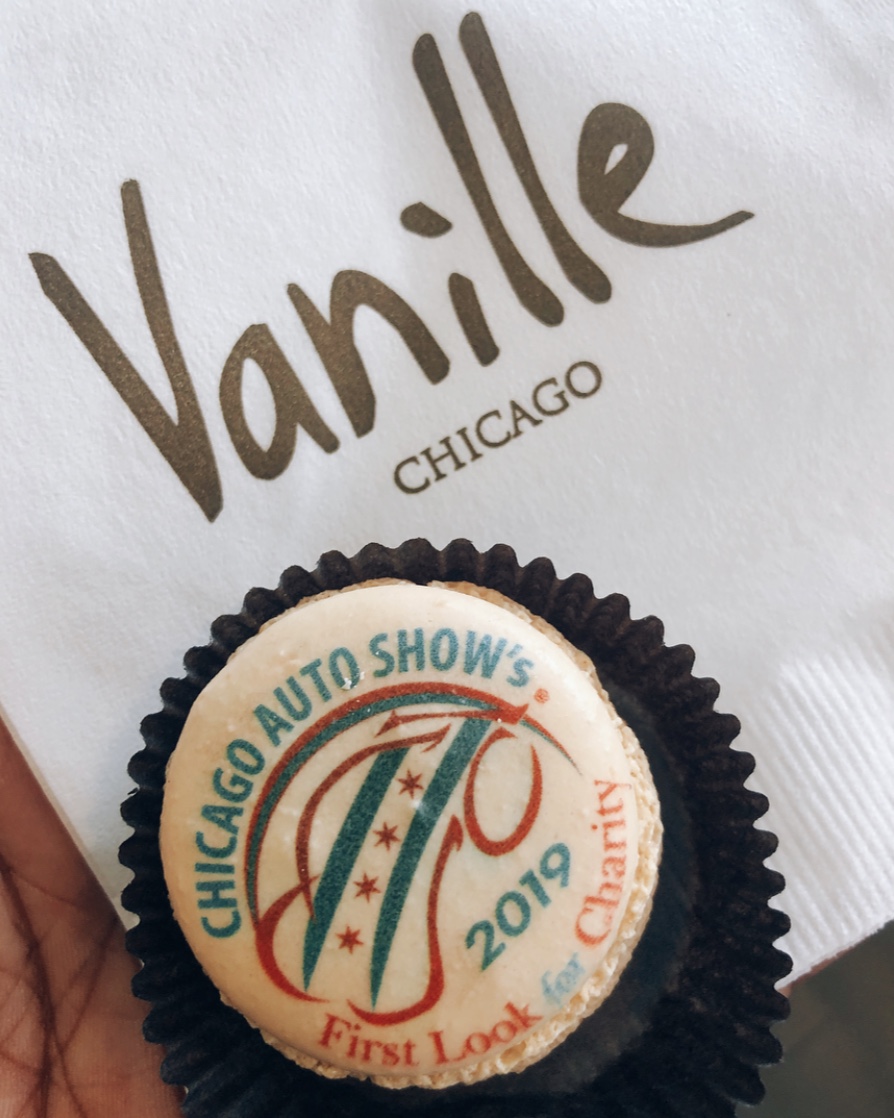 Vanille
CHICAGO
CHICAGO AUTO SHOW's
2019
First Look for Charity